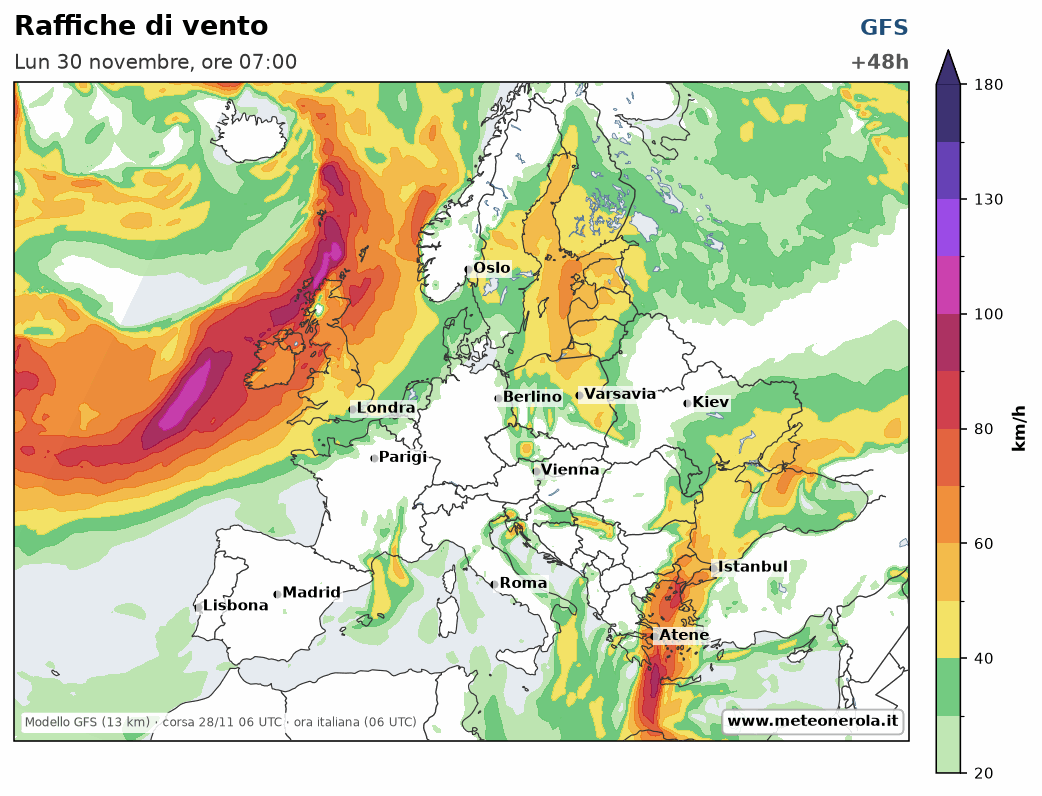 Raffiche di vento
GFS
Lun 30 novembre, ore 07:00
+48h
180
130
100
80
60
40
20
km/h
Oslo
Londra
Berlino
Varsavia
Kiev
Parigi
Vienna
Istanbul
Roma
Madrid
Lisbona
Atene
Modello GFS (13 km) · corsa 28/11 06 UTC · ora italiana (06 UTC)
www.meteonerola.it